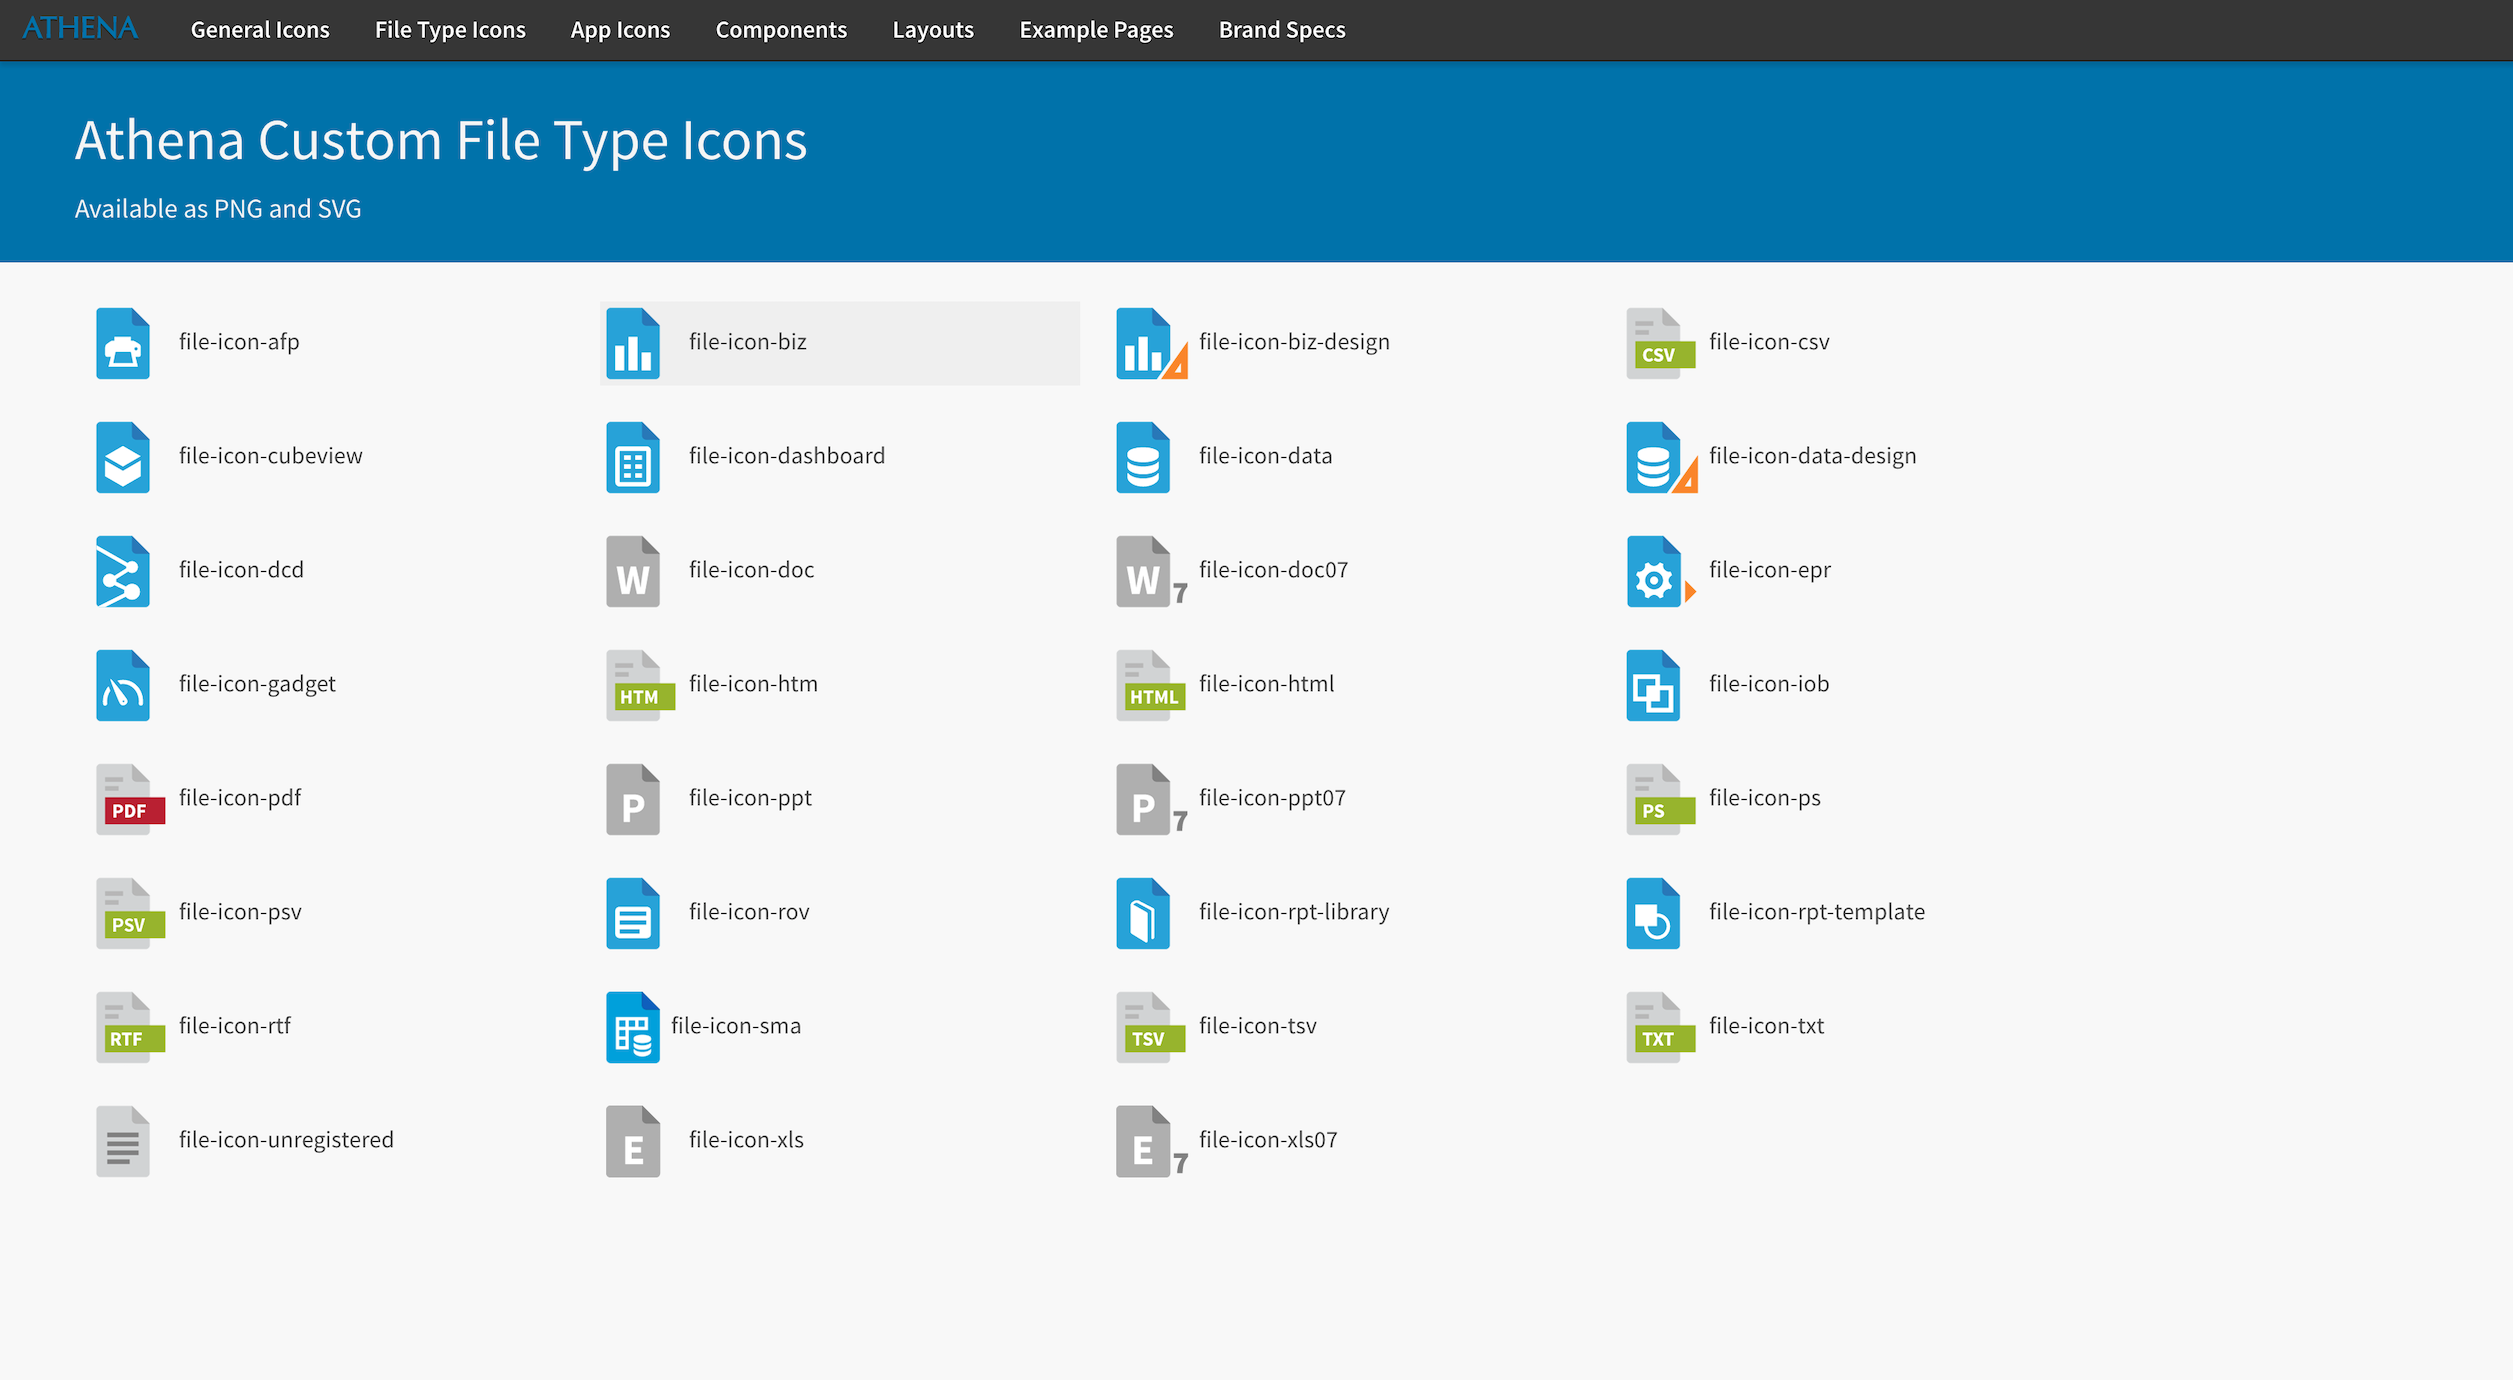 ATHENA General Icons File Type Icons App Icons Components Layouts Example Pages Brand Specs
Athena Custom File Type Icons
Available as PNG and SVG
file-icon-afp
file-icon-biz
file-icon-biz-design
CSV file-icon-csv
file-icon-cubeview
file-icon-dashboard
file-icon-data
file-icon-data-design
file-icon-dcd
W file-icon-doc
W 7 file-icon-doc07
file-icon-epr
file-icon-gadget
HTM file-icon-htm
HTML file-icon-html
file-icon-iob
PDF file-icon-pdf
P file-icon-ppt
P 7 file-icon-ppt07
PS file-icon-ps
PSV file-icon-psv
file-icon-rov
file-icon-rpt-library
file-icon-rpt-template
RTF file-icon-rtf
file-icon-sma
TSV file-icon-tsv
TXT file-icon-txt
file-icon-unregistered
E file-icon-xls
E 7 file-icon-xls07